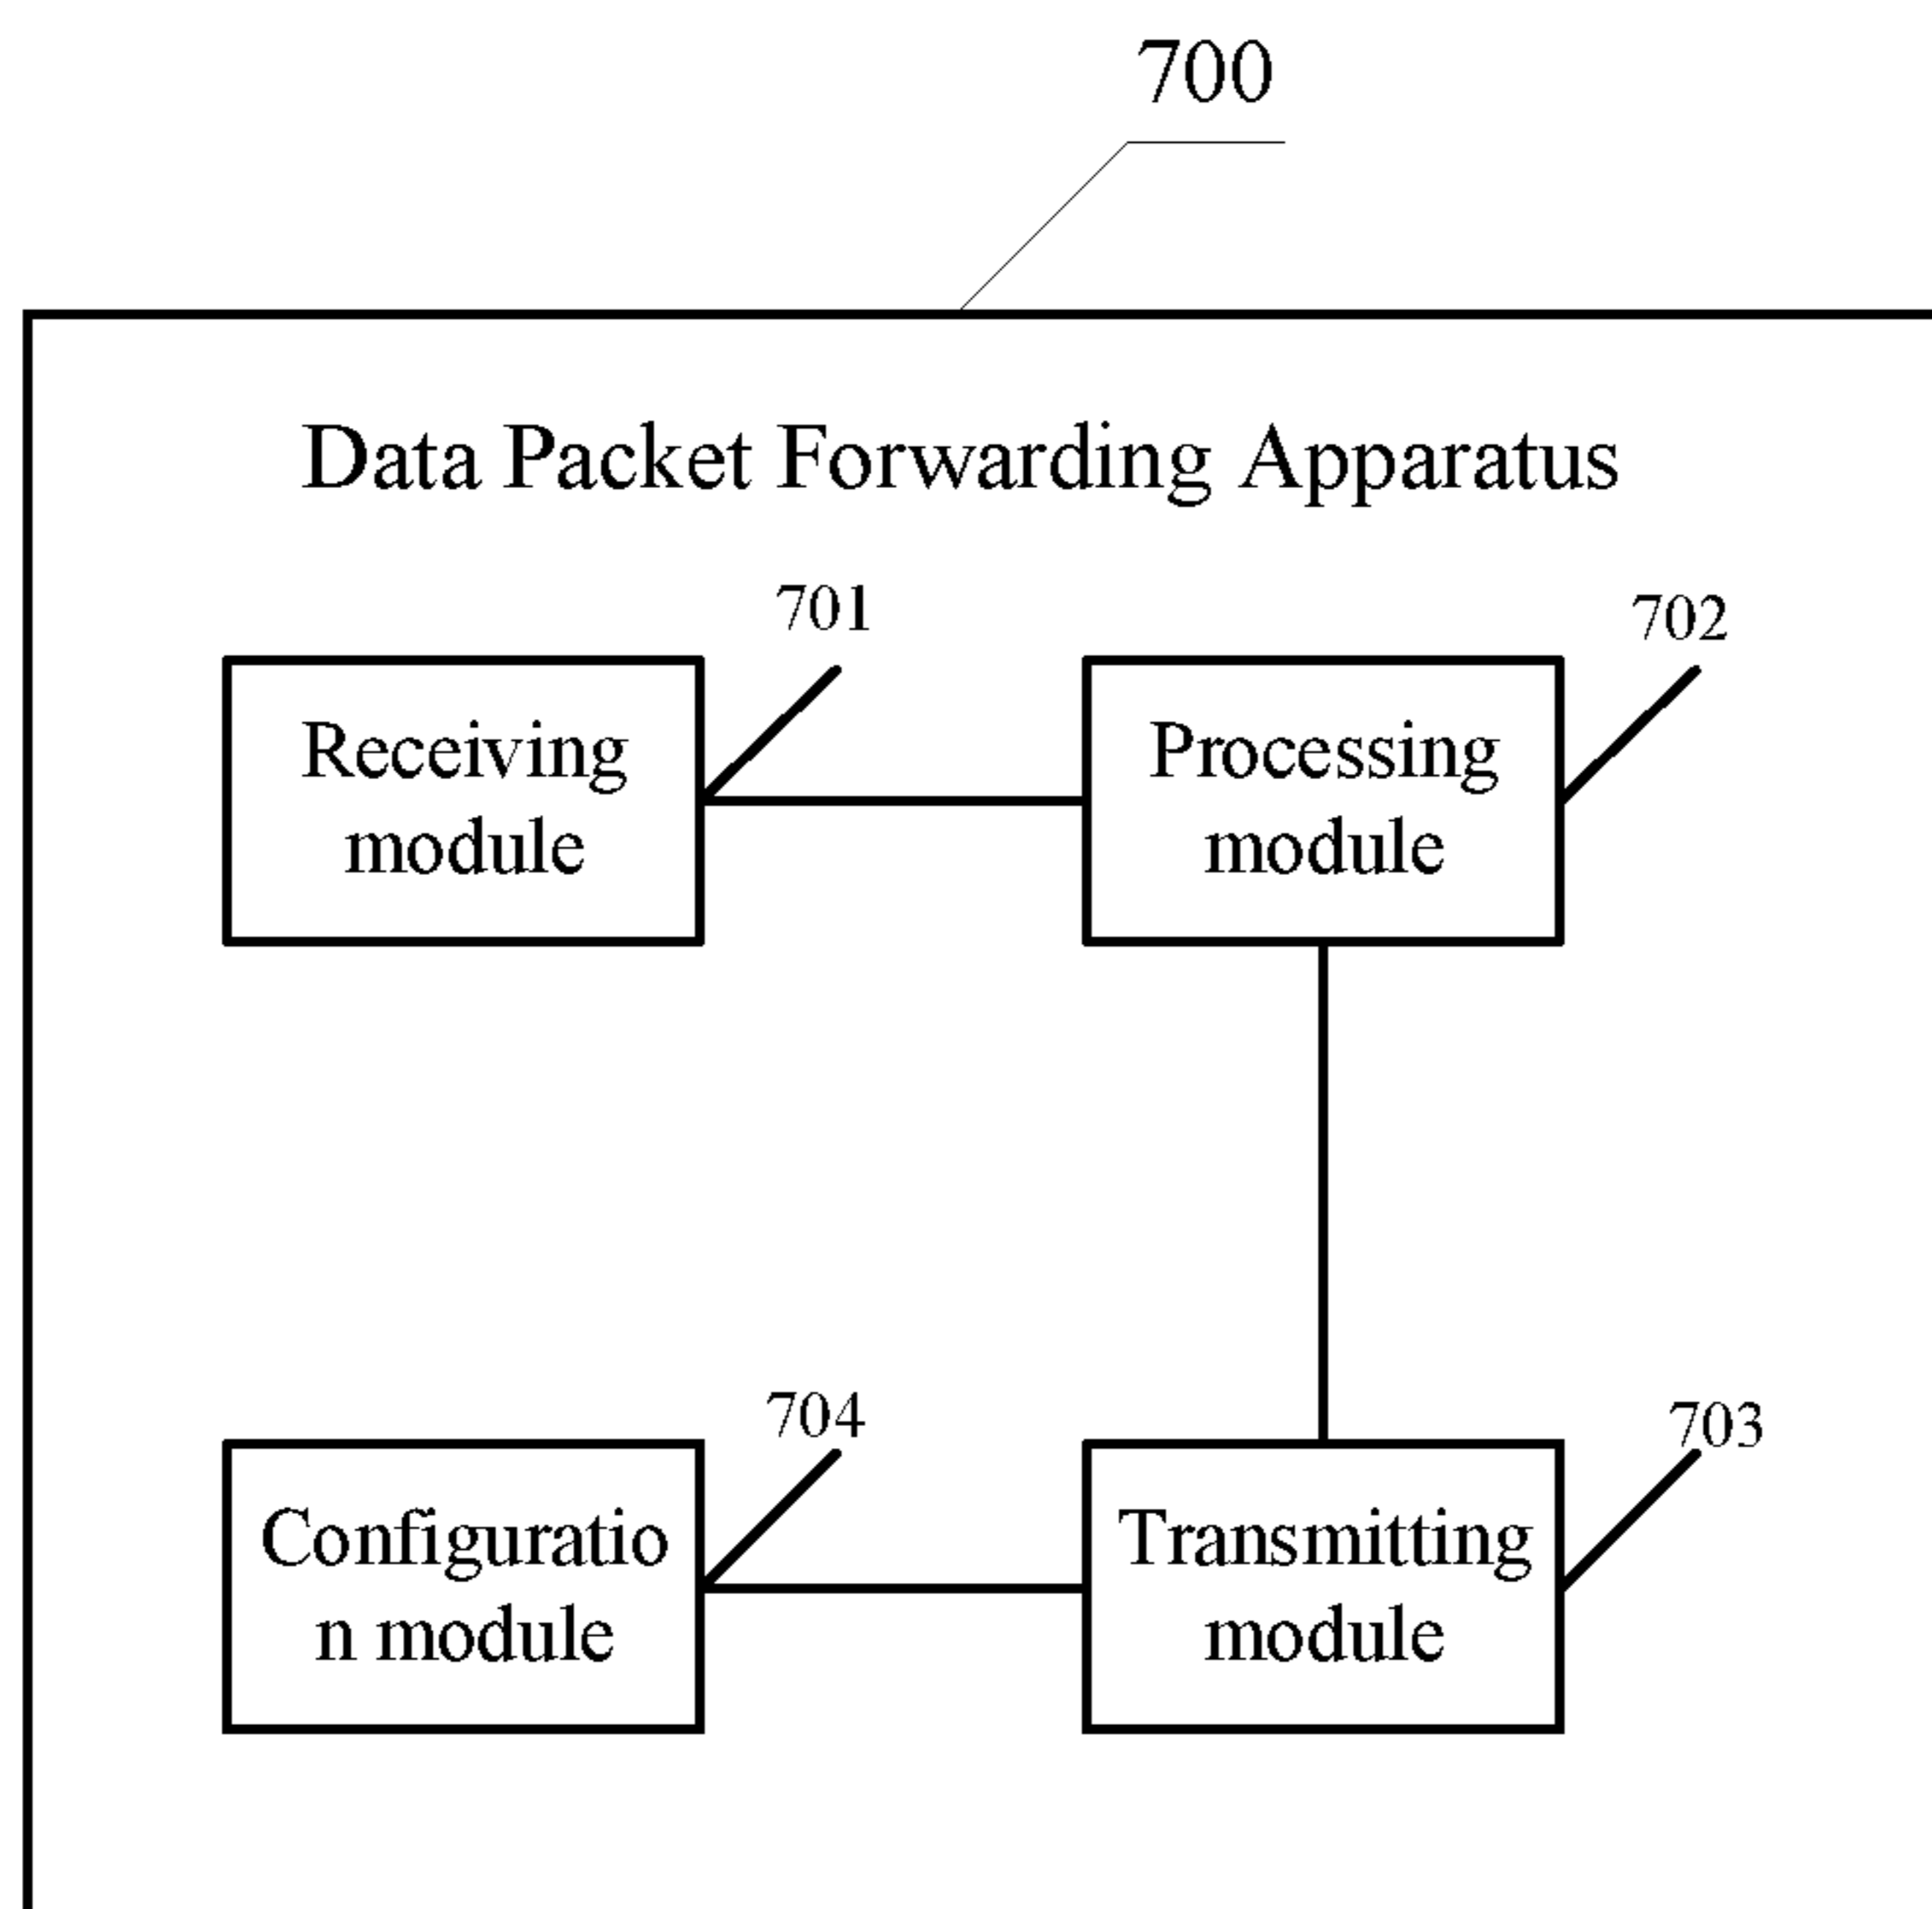 700
Data Packet Forwarding Apparatus
701
702
Receiving
module
Processing
module
704
703
Configuratio
n module
Transmitting
module